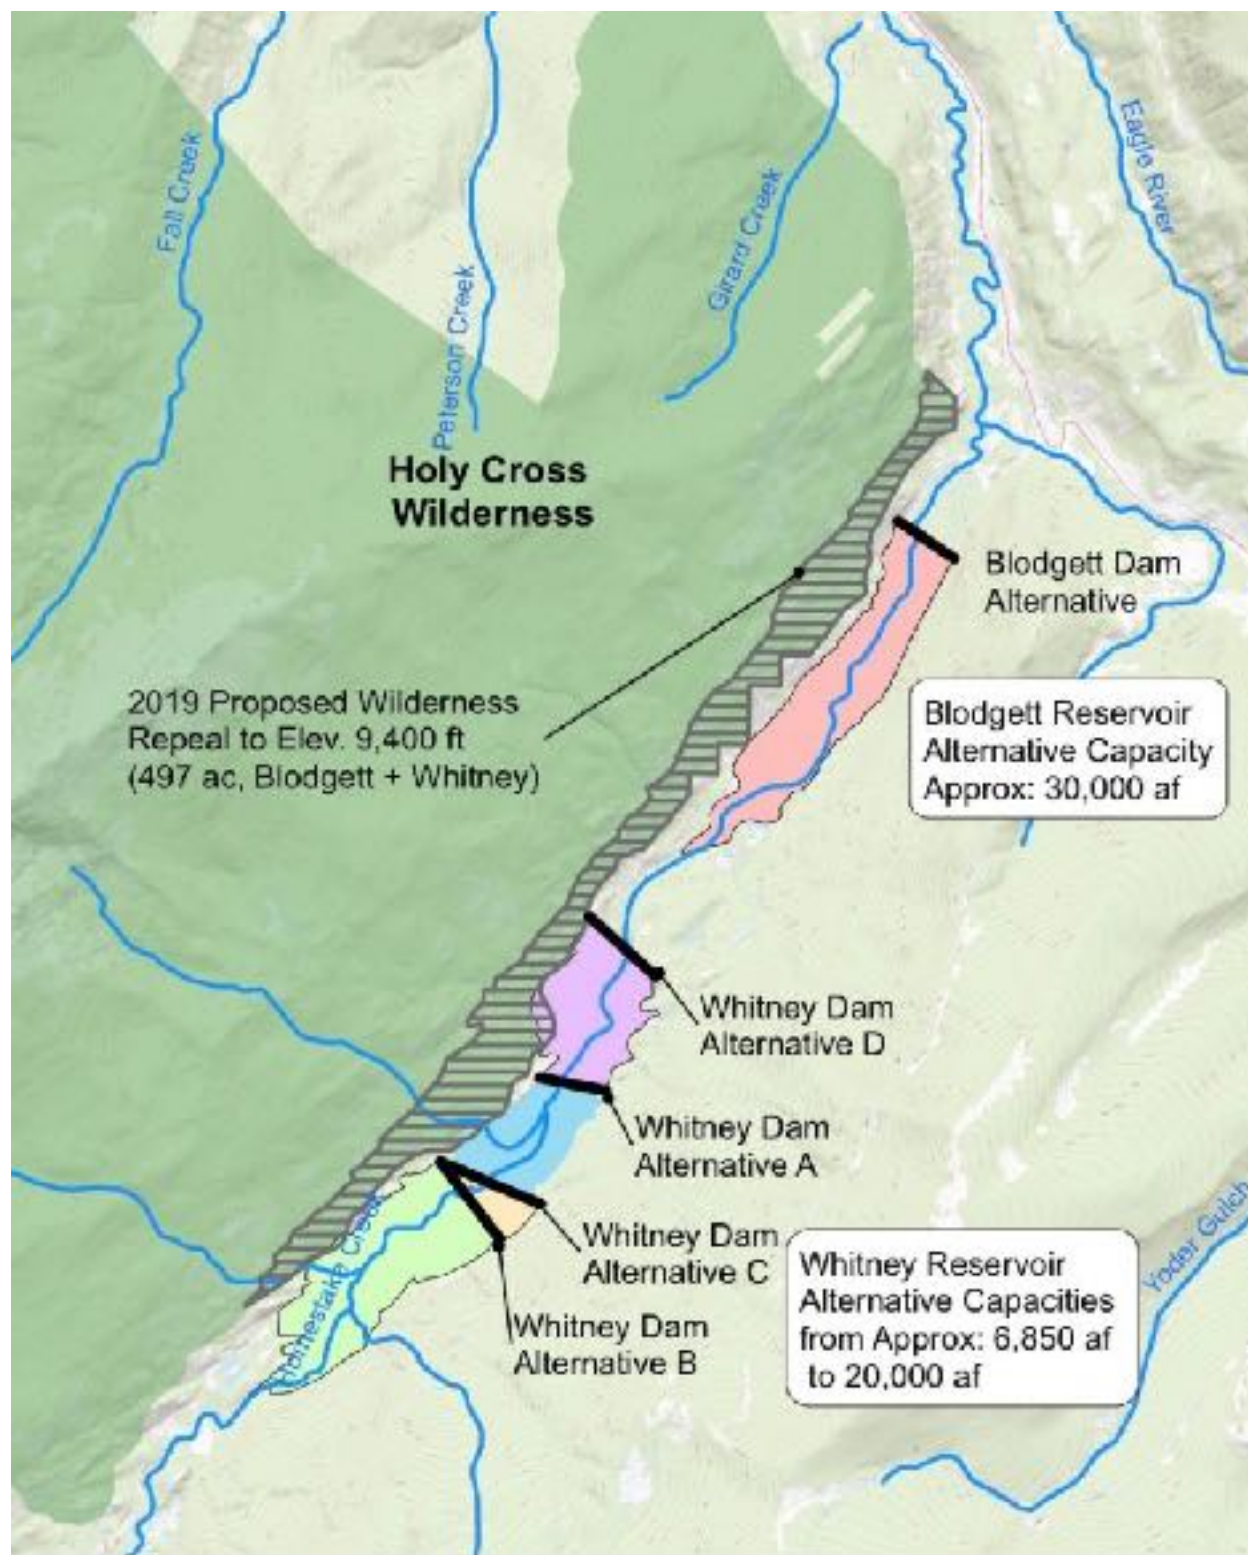 Fall Creek
Peterson Creek
Girard Creek
Eagle River
Holy Cross
Wilderness
Blodgett Dam
Alternative
2019 Proposed Wilderness
Repeal to Elev. 9,400 ft
(497 ac, Blodgett + Whitney)
Blodgett Reservoir
Alternative Capacity
Approx: 30,000 af
Whitney Dam
Alternative D
Whitney Dam
Alternative A
Whitney Dam
Alternative C
Whitney Dam
Alternative B
Homestake Creek
Whitney Reservoir
Alternative Capacities
from Approx: 6,850 af
to 20,000 af
Yoder Gulch